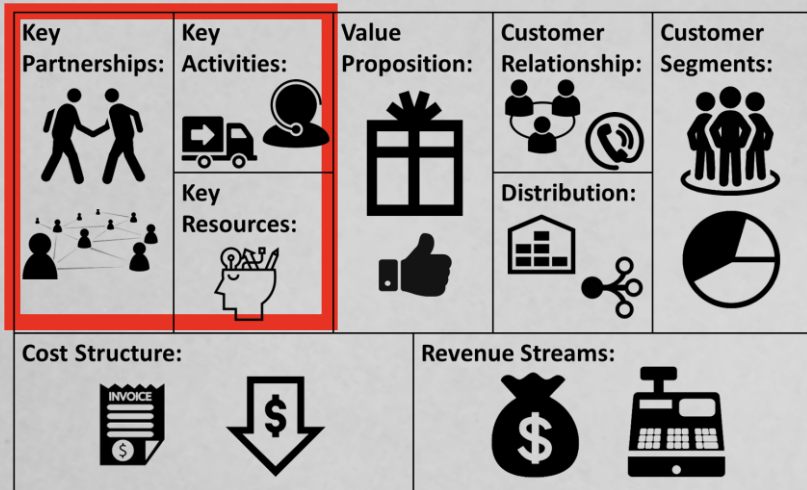 Key
Partnerships:
Key
Activities:
Key
Resources:
Value
Proposition:
Customer
Relationship:
Distribution:
Customer
Segments:
Cost Structure:
INVOICE
$
$
Revenue Streams:
$